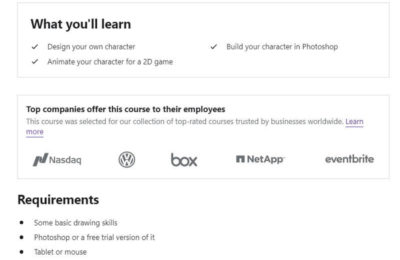 What you'll learn
Design your own character
Build your character in Photoshop
Animate your character for a 2D game
Top companies offer this course to their employees
This course was selected for our collection of top-rated courses trusted by businesses worldwide. Learn
more
Nasdaq
box
NetApp
eventbrite
Requirements
Some basic drawing skills
Photoshop or a free trial version of it
Tablet or mouse